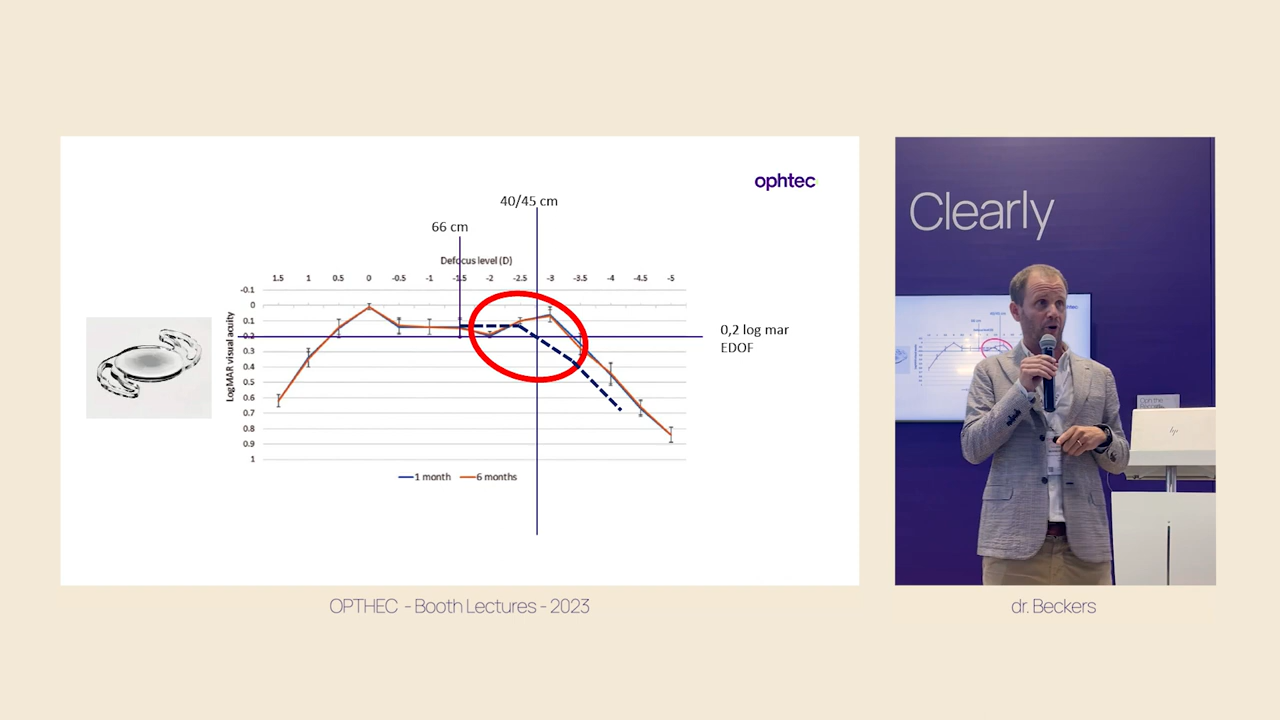 ophtec
40/45 cm
66 cm
Defocus level (D)
1.5 1 0.5 0 -0.5 -1 -1.5 -2 -2.5 -3 -3.5 -4 -4.5 -5
-0.1
0
0.1
0.2
0.3
0.4
0.5
0.6
0.7
0.8
0.9
1
LogMAR visual acuity
0,2 log mar
EDOF
1 month 6 months
Clearly
hp
OPTHEC - Booth Lectures - 2023
dr. Beckers